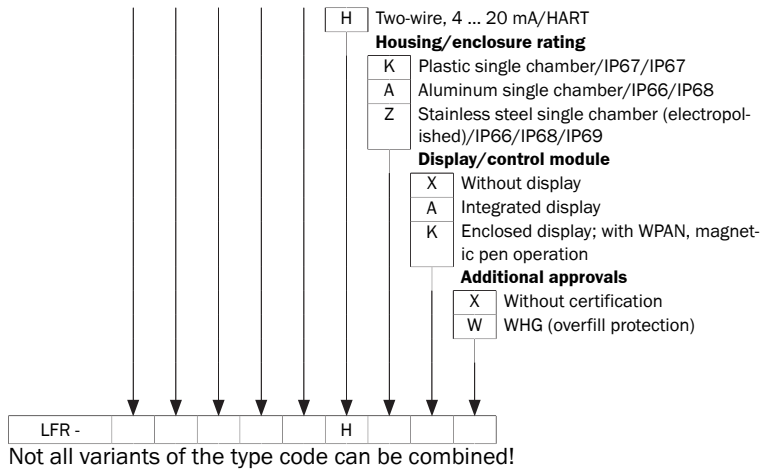 H Two-wire, 4 ... 20 mA/HART
Housing/enclosure rating
K Plastic single chamber/IP67/IP67
A Aluminum single chamber/IP66/IP68
Z Stainless steel single chamber (electropol-
ished)/IP66/IP68/IP69
Display/control module
X Without display
A Integrated display
K Enclosed display; with WPAN, magnet-
ic pen operation
Additional approvals
X Without certification
W WHG (overfill protection)
LFR - H
Not all variants of the type code can be combined!